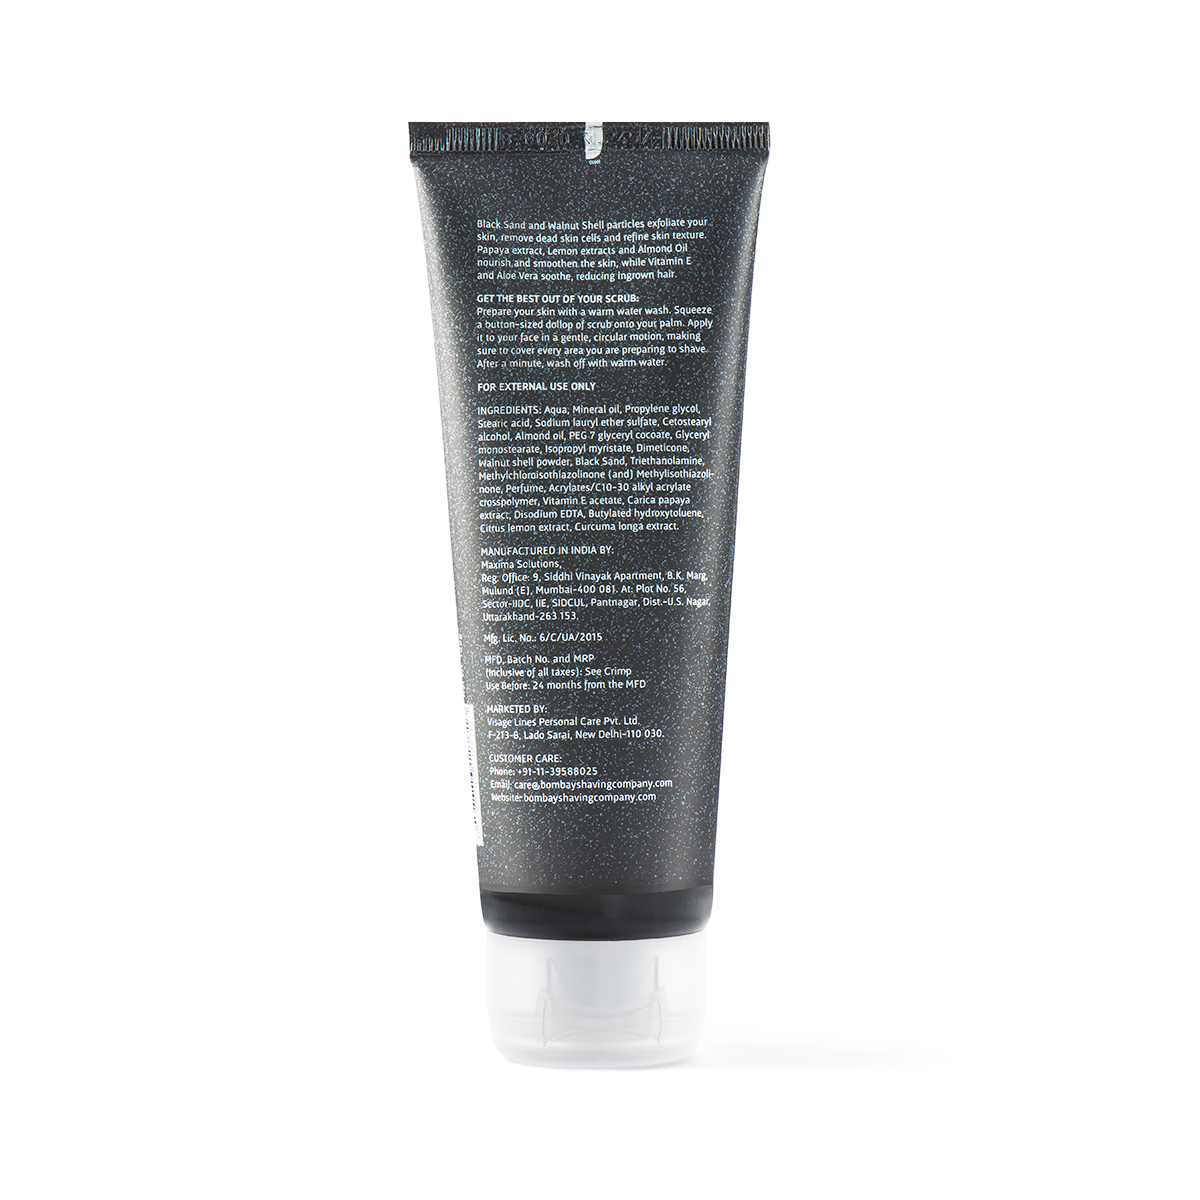 Black Sand and Walnut Shell particles exfoliate your
skin, remove dead skin cells and refine skin texture.
Papaya extract, Lemon extracts and Almond Oil
nourish and smoothen the skin, while Vitamin E
and Aloe Vera soothe, reducing ingrown hair.
GET THE BEST OUT OF YOUR SCRUB:
Prepare your skin with a warm water wash. Squeeze
a button-sized dollop of scrub onto your palm. Apply
it to your face in a gentle, circular motion, making
sure to cover every area you are preparing to shave.
After a minute, wash off with warm water.
FOR EXTERNAL USE ONLY
INGREDIENTS: Aqua, Mineral oil, Propylene glycol,
Stearic acid, Sodium lauryl ether sulfate, Cetostearyl
alcohol, Almond oil, PEG 7 glyceryl cocoate, Glyceryl
monostearate, Isopropyl myristate, Dimeticone,
Walnut shell powder, Black Sand, Triethanolamine,
Methylchloroisothiazolinone (and) Methylisothiazoli-
none, Perfume, Acrylates/C10-30 alkyl acrylate
crosspolymer, Vitamin E acetate, Carica papaya
extract, Disodium EDTA, Butylated hydroxytoluene,
Citrus lemon extract, Curcuma longa extract.
MANUFACTURED IN INDIA BY:
Maxima Solutions,
Reg. Office: 9, Siddhi Vinayak Apartment, B.K. Marg,
Mulund (E), Mumbai-400 081. At: Plot No. 56,
Sector-IIDC, IIE, SIDCUL, Pantnagar, Dist.-U.S. Nagar,
Uttarakhand-263 153.
Mfg. Lic. No.: 6/C/UA/2015
MFD, Batch No. and MRP
(Inclusive of all taxes): See Crimp
Use Before: 24 months from the MFD
MARKETED BY:
Visage Lines Personal Care Pvt. Ltd.
F-213-B, Lado Sarai, New Delhi-110 030.
CUSTOMER CARE:
Phone: +91-11-39588025
Email: care@bombayshavingcompany.com
Website: bombayshavingcompany.com